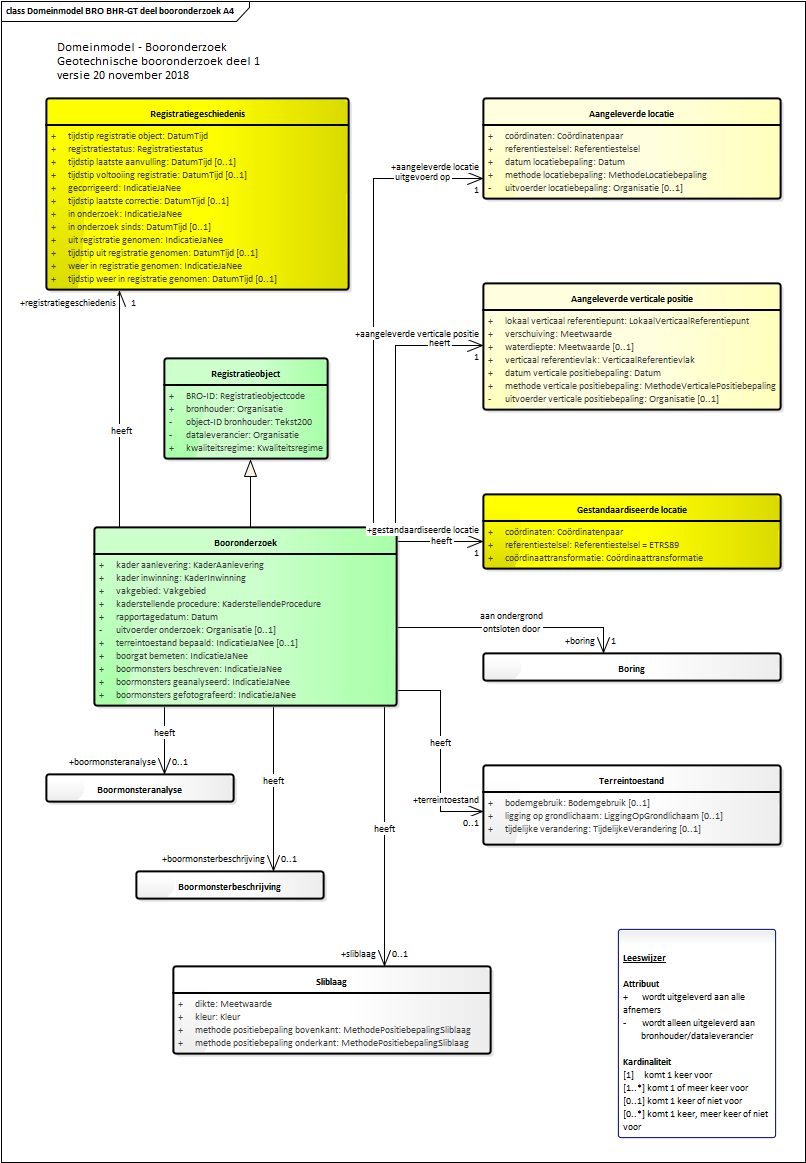 class Domeinmodel BRO BHR-GT deel booronderzoek A4
Domeinmodel - Booronderzoek
Geotechnische booronderzoek deel 1
versie 20 november 2018
Registratiegeschiedenis
+ tijdstip registratie object: DatumTijd
+ registratiestatus: Registratiestatus
+ tijdstip laatste aanvulling: DatumTijd [0..1]
+ tijdstip voltooiing registratie: DatumTijd [0..1]
+ gecorrigeerd: IndicatieJaNee
+ tijdstip laatste correctie: DatumTijd [0..1]
+ in onderzoek: IndicatieJaNee
+ in onderzoek sinds: DatumTijd [0..1]
+ uit registratie genomen: IndicatieJaNee
+ tijdstip uit registratie genomen: DatumTijd [0..1]
+ weer in registratie genomen: IndicatieJaNee
+ tijdstip weer in registratie genomen: DatumTijd [0..1]
Aangeleverde locatie
+ coördinaten: Coördinatenpaar
+ referentiestelsel: Referentiestelsel
+ datum locatiebepaling: Datum
+ methode locatiebepaling: MethodeLocatiebepaling
- uitvoerder locatiebepaling: Organisatie [0..1]
+aangeleverde locatie
uitgevoerd op
1
+registratiegeschiedenis 1
heeft
Aangeleverde verticale positie
+ lokaal verticaal referentiepunt: LokaalVerticaalReferentiepunt
+ verschuiving: Meetwaarde
+ waterdiepte: Meetwaarde [0..1]
+ verticaal referentievlak: VerticaalReferentievlak
+ datum verticale positiebepaling: Datum
+ methode verticale positiebepaling: MethodeVerticalePositiebepaling
- uitvoerder verticale positiebepaling: Organisatie [0..1]
+aangeleverde verticale positie
heeft
1
Registratieobject
+ BRO-ID: Registratieobjectcode
+ bronhouder: Organisatie
- object-ID bronhouder: Tekst200
- dataleverancier: Organisatie
+ kwaliteitsregime: Kwaliteitsregime
Gestandaardiseerde locatie
+ coördinaten: Coördinatenpaar
+ referentiestelsel: Referentiestelsel = ETRS89
+ coördinaattransformatie: Coördinaattransformatie
+gestandaardiseerde locatie
heeft
1
Booronderzoek
+ kader aanlevering: KaderAanlevering
+ kader inwinning: KaderInwinning
+ vakgebied: Vakgebied
+ kaderstellende procedure: KaderstellendeProcedure
+ rapportagedatum: Datum
- uitvoerder onderzoek: Organisatie [0..1]
+ terreintoestand bepaald: IndicatieJaNee [0..1]
+ boorgat bemeten: IndicatieJaNee
+ boormonsters beschreven: IndicatieJaNee
+ boormonsters geanalyseerd: IndicatieJaNee
+ boormonsters gefotografeerd: IndicatieJaNee
aan ondergrond
ontsloten door
+boring 1
Boring
heeft
+boormonsteranalyse 0..1
Boormonsteranalyse
heeft
+terreintoestand
0..1
Terreintoestand
+ bodemgebruik: Bodemgebruik [0..1]
+ ligging op grondlichaam: LiggingOpGrondlichaam [0..1]
+ tijdelijke verandering: TijdelijkeVerandering [0..1]
heeft
+boormonsterbeschrijving 0..1
Boormonsterbeschrijving
heeft
+sliblaag 0..1
Sliblaag
+ dikte: Meetwaarde
+ kleur: Kleur
+ methode positiebepaling bovenkant: MethodePositiebepalingSliblaag
+ methode positiebepaling onderkant: MethodePositiebepalingSliblaag
Leeswijzer
Attribuut
+ wordt uitgeleverd aan alle
afnemers
- wordt alleen uitgeleverd aan
bronhouder/dataleverancier
Kardinaliteit
[1] komt 1 keer voor
[1..*] komt 1 of meer keer voor
[0..1] komt 1 keer of niet voor
[0..*] komt 1 keer, meer keer of niet
voor